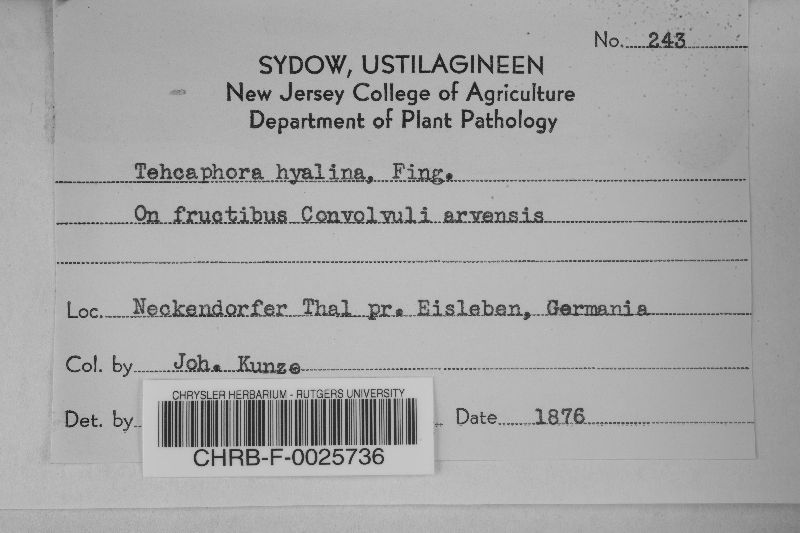 No. 243
SYDOW, USTILAGINEEN
New Jersey College of Agriculture
Department of Plant Pathology
Tehcaphora hyalina, Fing.
On fructibus Convolvuli arvensis
Loc. Neckendorfer Thal pr. Eisleben, Germania
Col. by Joh. Kunze
Det. by
Date 1876
CHRYSLER HERBARIUM - RUTGERS UNIVERSITY
CHRB-F-0025736